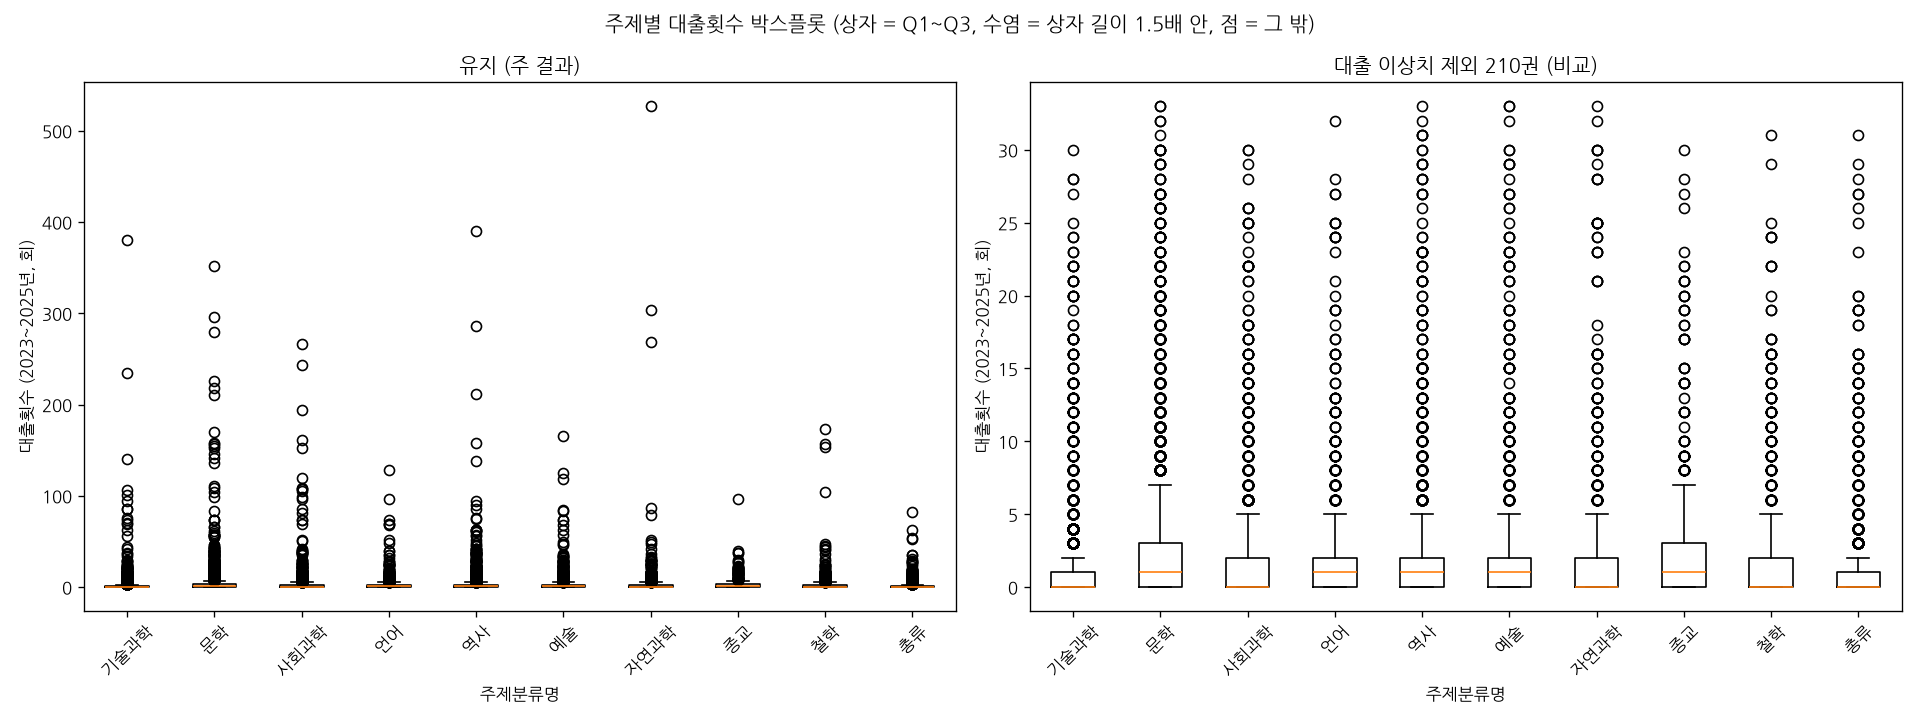 주제별 대출횟수 박스플롯 (상자 = Q1~Q3, 수염 = 상자 길이 1.5배 안, 점 = 그 밖)
유지 (주 결과)
대출횟수 (2023~2025년, 회)
500
400
300
200
100
0
기술과학 문학 사회과학 언어 역사 예술 자연과학 종교 철학 총류
주제분류명
대출 이상치 제외 210권 (비교)
대출횟수 (2023~2025년, 회)
30
25
20
15
10
5
0
기술과학 문학 사회과학 언어 역사 예술 자연과학 종교 철학 총류
주제분류명